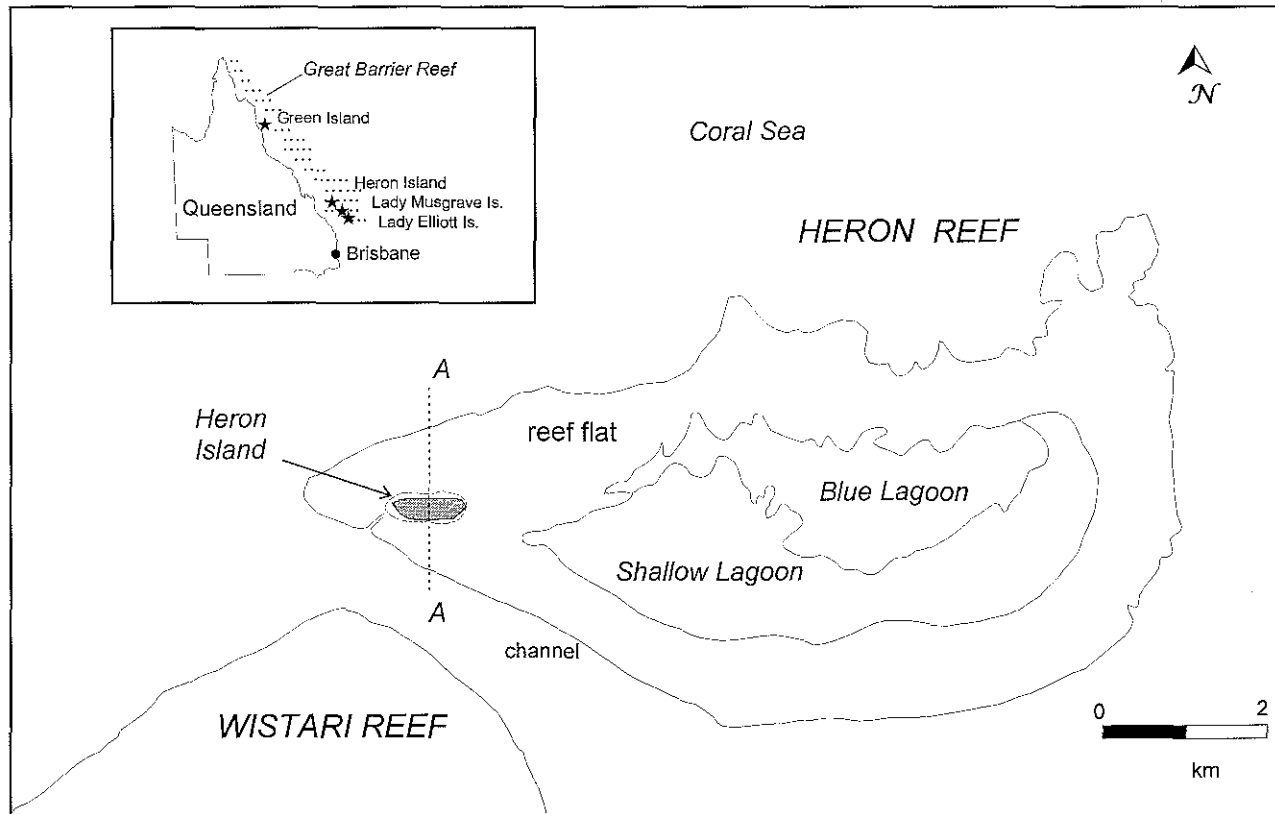 Great Barrier Reef
Green Island
Heron Island
Queensland
Lady Musgrave Is.
Lady Elliott Is.
Brisbane
N
Coral Sea
HERON REEF
A
Heron
Island
reef flat
Blue Lagoon
Shallow Lagoon
A
channel
WISTARI REEF
0 2
km